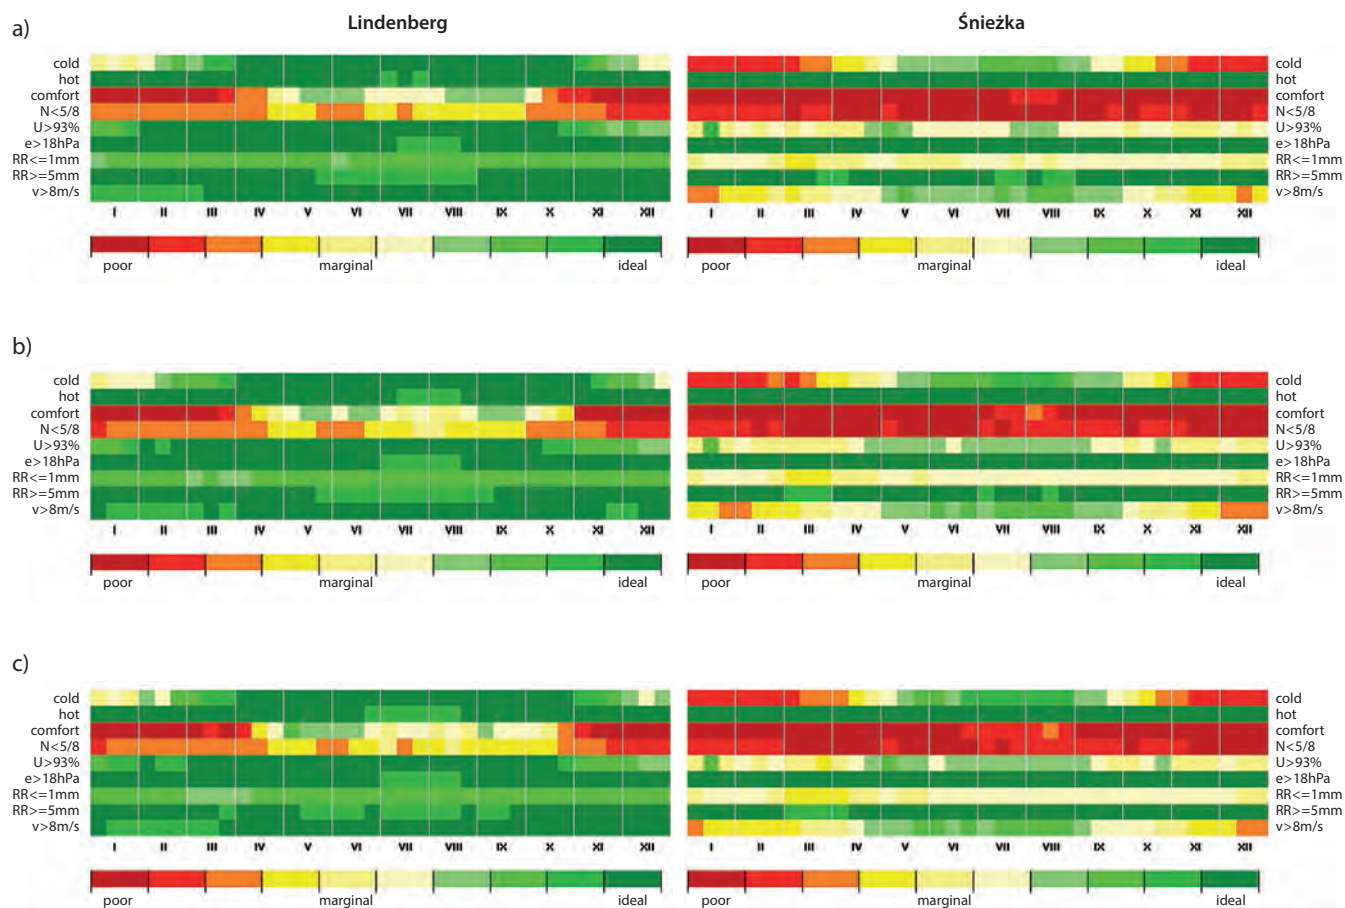 Lindenberg Śnieżka
a)
cold cold
hot hot
comfort comfort
N<5/8 N<5/8
U>93% U>93%
e>18hPa e>18hPa
RR<=1mm RR<=1mm
RR>=5mm RR>=5mm
v>8m/s v>8m/s
I II III IV V VI VII VIII IX X XI XII I II III IV V VI VII VIII IX X XI XII
poor marginal ideal poor marginal ideal
b)
cold cold
hot hot
comfort comfort
N<5/8 N<5/8
U>93% U>93%
e>18hPa e>18hPa
RR<=1mm RR<=1mm
RR>=5mm RR>=5mm
v>8m/s v>8m/s
I II III IV V VI VII VIII IX X XI XII I II III IV V VI VII VIII IX X XI XII
poor marginal ideal poor marginal ideal
c)
cold cold
hot hot
comfort comfort
N<5/8 N<5/8
U>93% U>93%
e>18hPa e>18hPa
RR<=1mm RR<=1mm
RR>=5mm RR>=5mm
v>8m/s v>8m/s
I II III IV V VI VII VIII IX X XI XII I II III IV V VI VII VIII IX X XI XII
poor marginal ideal poor marginal ideal